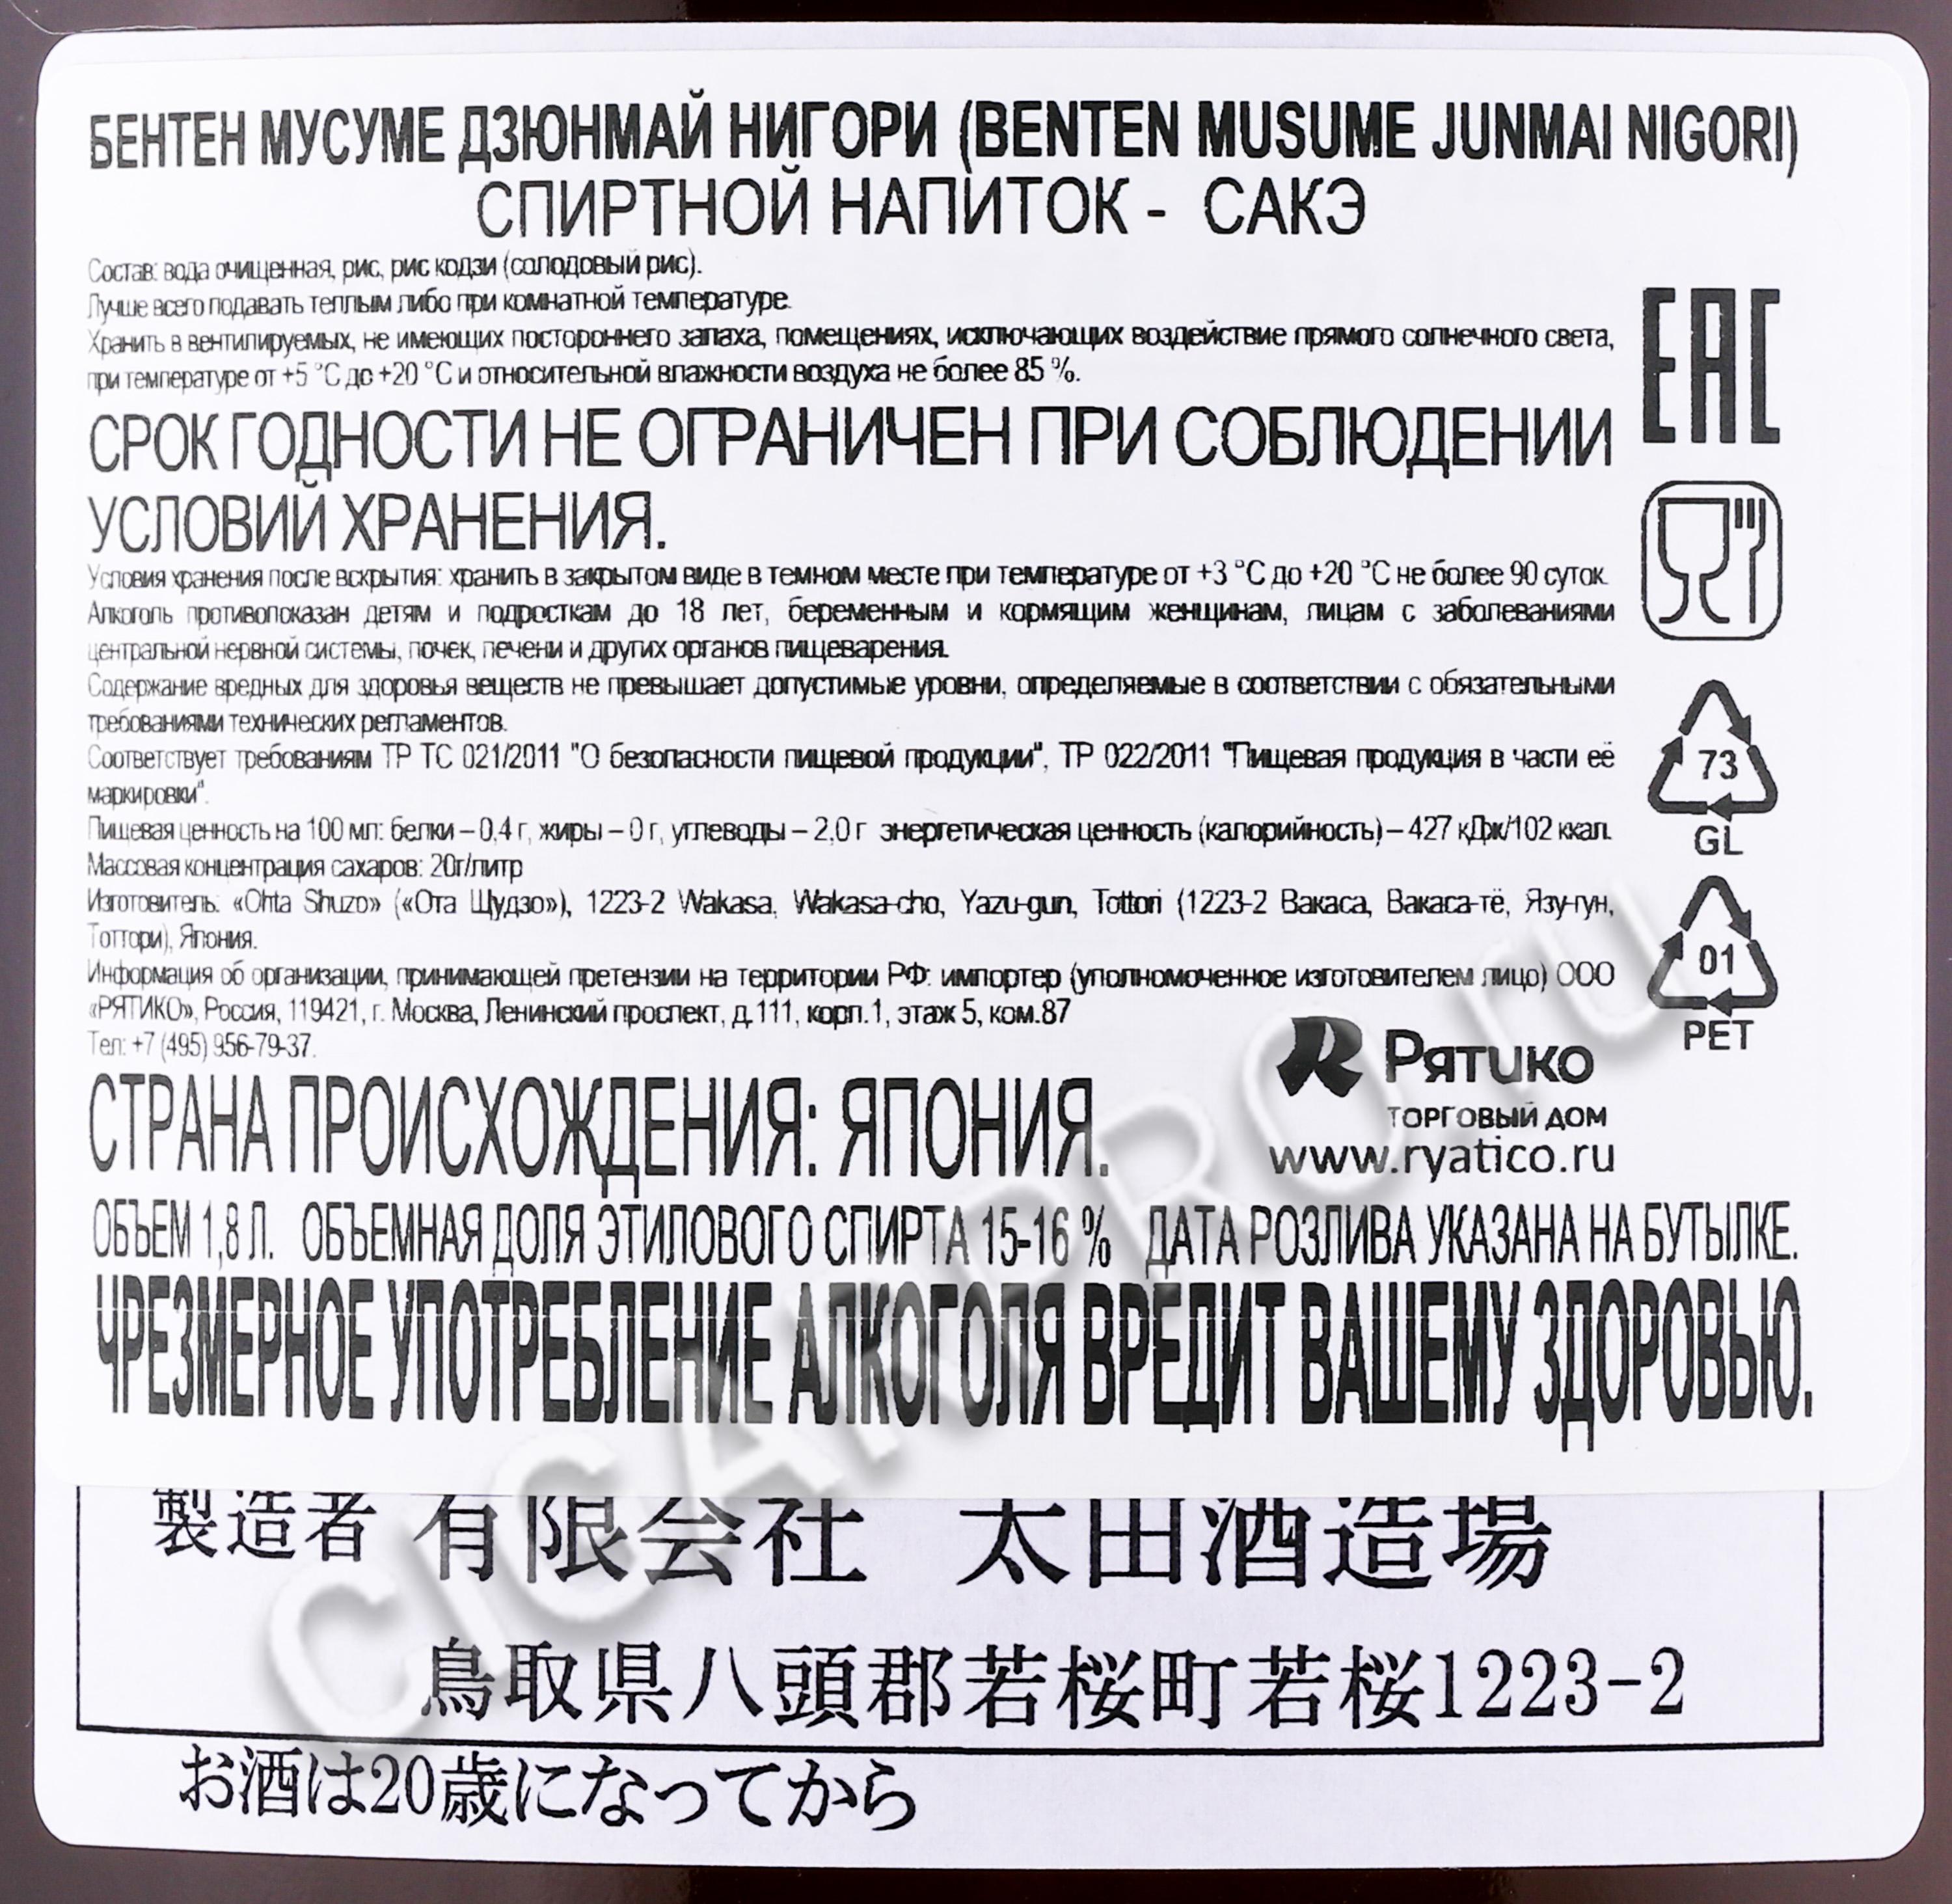 БЕНТЕН МУСУМЕ ДЗЮНМАЙ НИГОРИ (BENTEN MUSUME JUNMAI NIGORI)
СПИРТНОЙ НАПИТОК - САКЭ
Состав: вода очищенная, рис, рис кодзи (солодовый рис).
Лучше всего подавать теплым либо при комнатной температуре.
Хранить в вентилируемых, не имеющих постороннего запаха, помещениях, исключающих воздействие прямого солнечного света,
при температуре от +5 °С до +20 °С и относительной влажности воздуха не более 85 %.
СРОК ГОДНОСТИ НЕ ОГРАНИЧЕН ПРИ СОБЛЮДЕНИИ
УСЛОВИЙ ХРАНЕНИЯ.
Условия хранения после вскрытия: хранить в закрытом виде в темном месте при температуре от +3 °С до +20 °С не более 90 суток.
Алкоголь противопоказан детям и подросткам до 18 лет, беременным и кормящим женщинам, лицам с заболеваниями
центральной нервной системы, почек, печени и других органов пищеварения.
Содержание вредных для здоровья веществ не превышает допустимые уровни, определяемые в соответствии с обязательными
требованиями технических регламентов.
Соответствует требованиям ТР ТС 021/2011 "О безопасности пищевой продукции", ТР 022/2011 "Пищевая продукция в части её
маркировки".
Пищевая ценность на 100 мл: белки – 0,4 г, жиры – 0 г, углеводы – 2,0 г энергетическая ценность (калорийность) – 427 кДж/102 ккал.
Массовая концентрация сахаров: 20г/литр
Изготовитель: «Ohta Shuzo» («Ота Шудзо»), 1223-2 Wakasa, Wakasa-cho, Yazu-gun, Tottori (1223-2 Вакаса, Вакаса-тё, Язу-гун,
Тоттори), Япония.
Информация об организации, принимающей претензии на территории РФ: импортер (уполномоченное изготовителем лицо) ООО
«РЯТИКО», Россия, 119421, г. Москва, Ленинский проспект, д.111, корп.1, этаж 5, ком.87
Тел: +7 (495) 956-79-37.
СТРАНА ПРОИСХОЖДЕНИЯ: ЯПОНИЯ.
ОБЪЕМ 1,8 Л. ОБЪЕМНАЯ ДОЛЯ ЭТИЛОВОГО СПИРТА 15-16 % ДАТА РОЗЛИВА УКАЗАНА НА БУТЫЛКЕ.
ЧРЕЗМЕРНОЕ УПОТРЕБЛЕНИЕ АЛКОГОЛЯ ВРЕДИТ ВАШЕМУ ЗДОРОВЬЮ.
EAC
73
GL
01
PET
Рятико
ТОРГОВЫЙ ДОМ
www.ryatico.ru
CIGARPRO.ru
製造者 有限会社 太田酒造場
鳥取県八頭郡若桜町若桜1223-2
お酒は20歳になってから